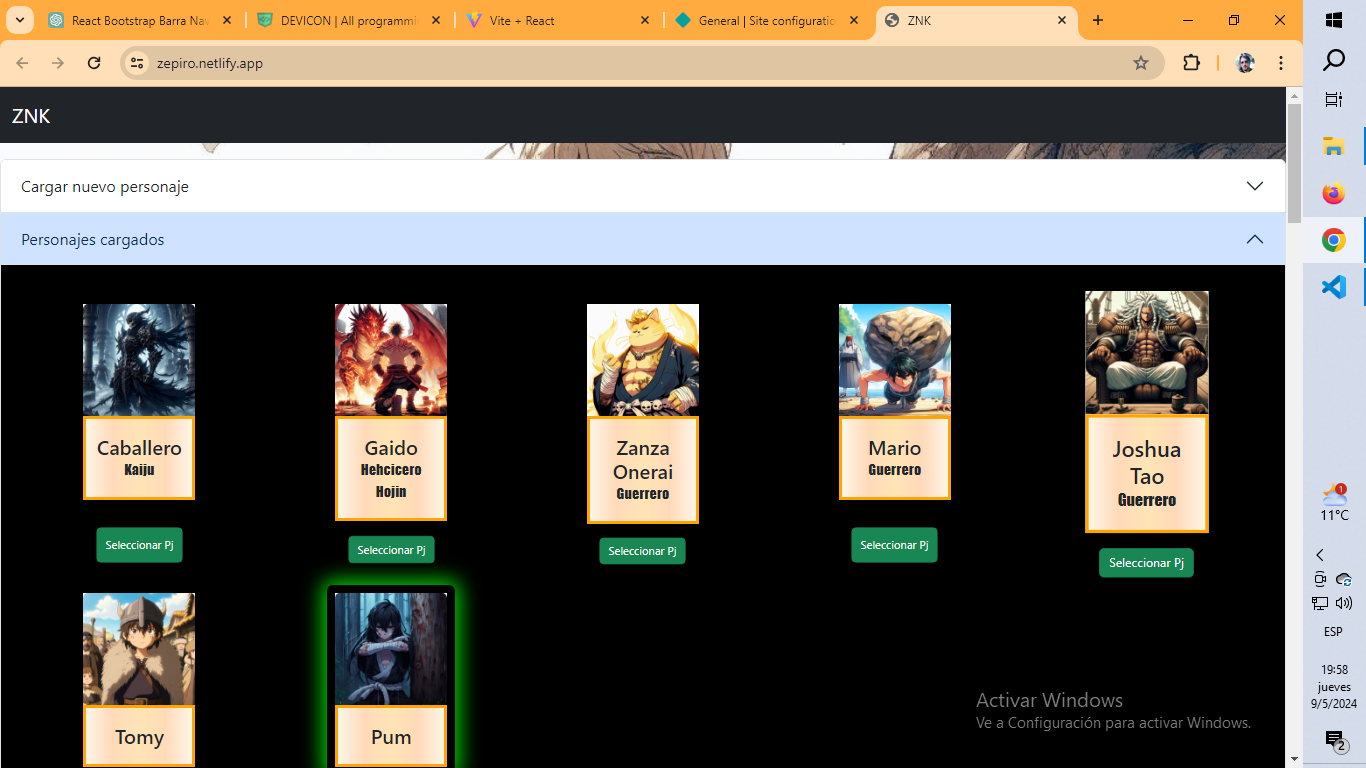 React Bootstrap Barra Nav
DEVICON | All programmi
Vite + React
General | Site configuratio
ZNK
zepiro.netlify.app
ZNK
Cargar nuevo personaje
Personajes cargados
Caballero
Kaiju
Seleccionar Pj
Gaido
Hehcicero
Hojin
Seleccionar Pj
Zanza
Onerai
Guerrero
Seleccionar Pj
Mario
Guerrero
Seleccionar Pj
Joshua
Tao
Guerrero
Seleccionar Pj
Tomy
Pum
Activar Windows
Ve a Configuración para activar Windows.
1
11°C
ESP
19:58
jueves
9/5/2024
2